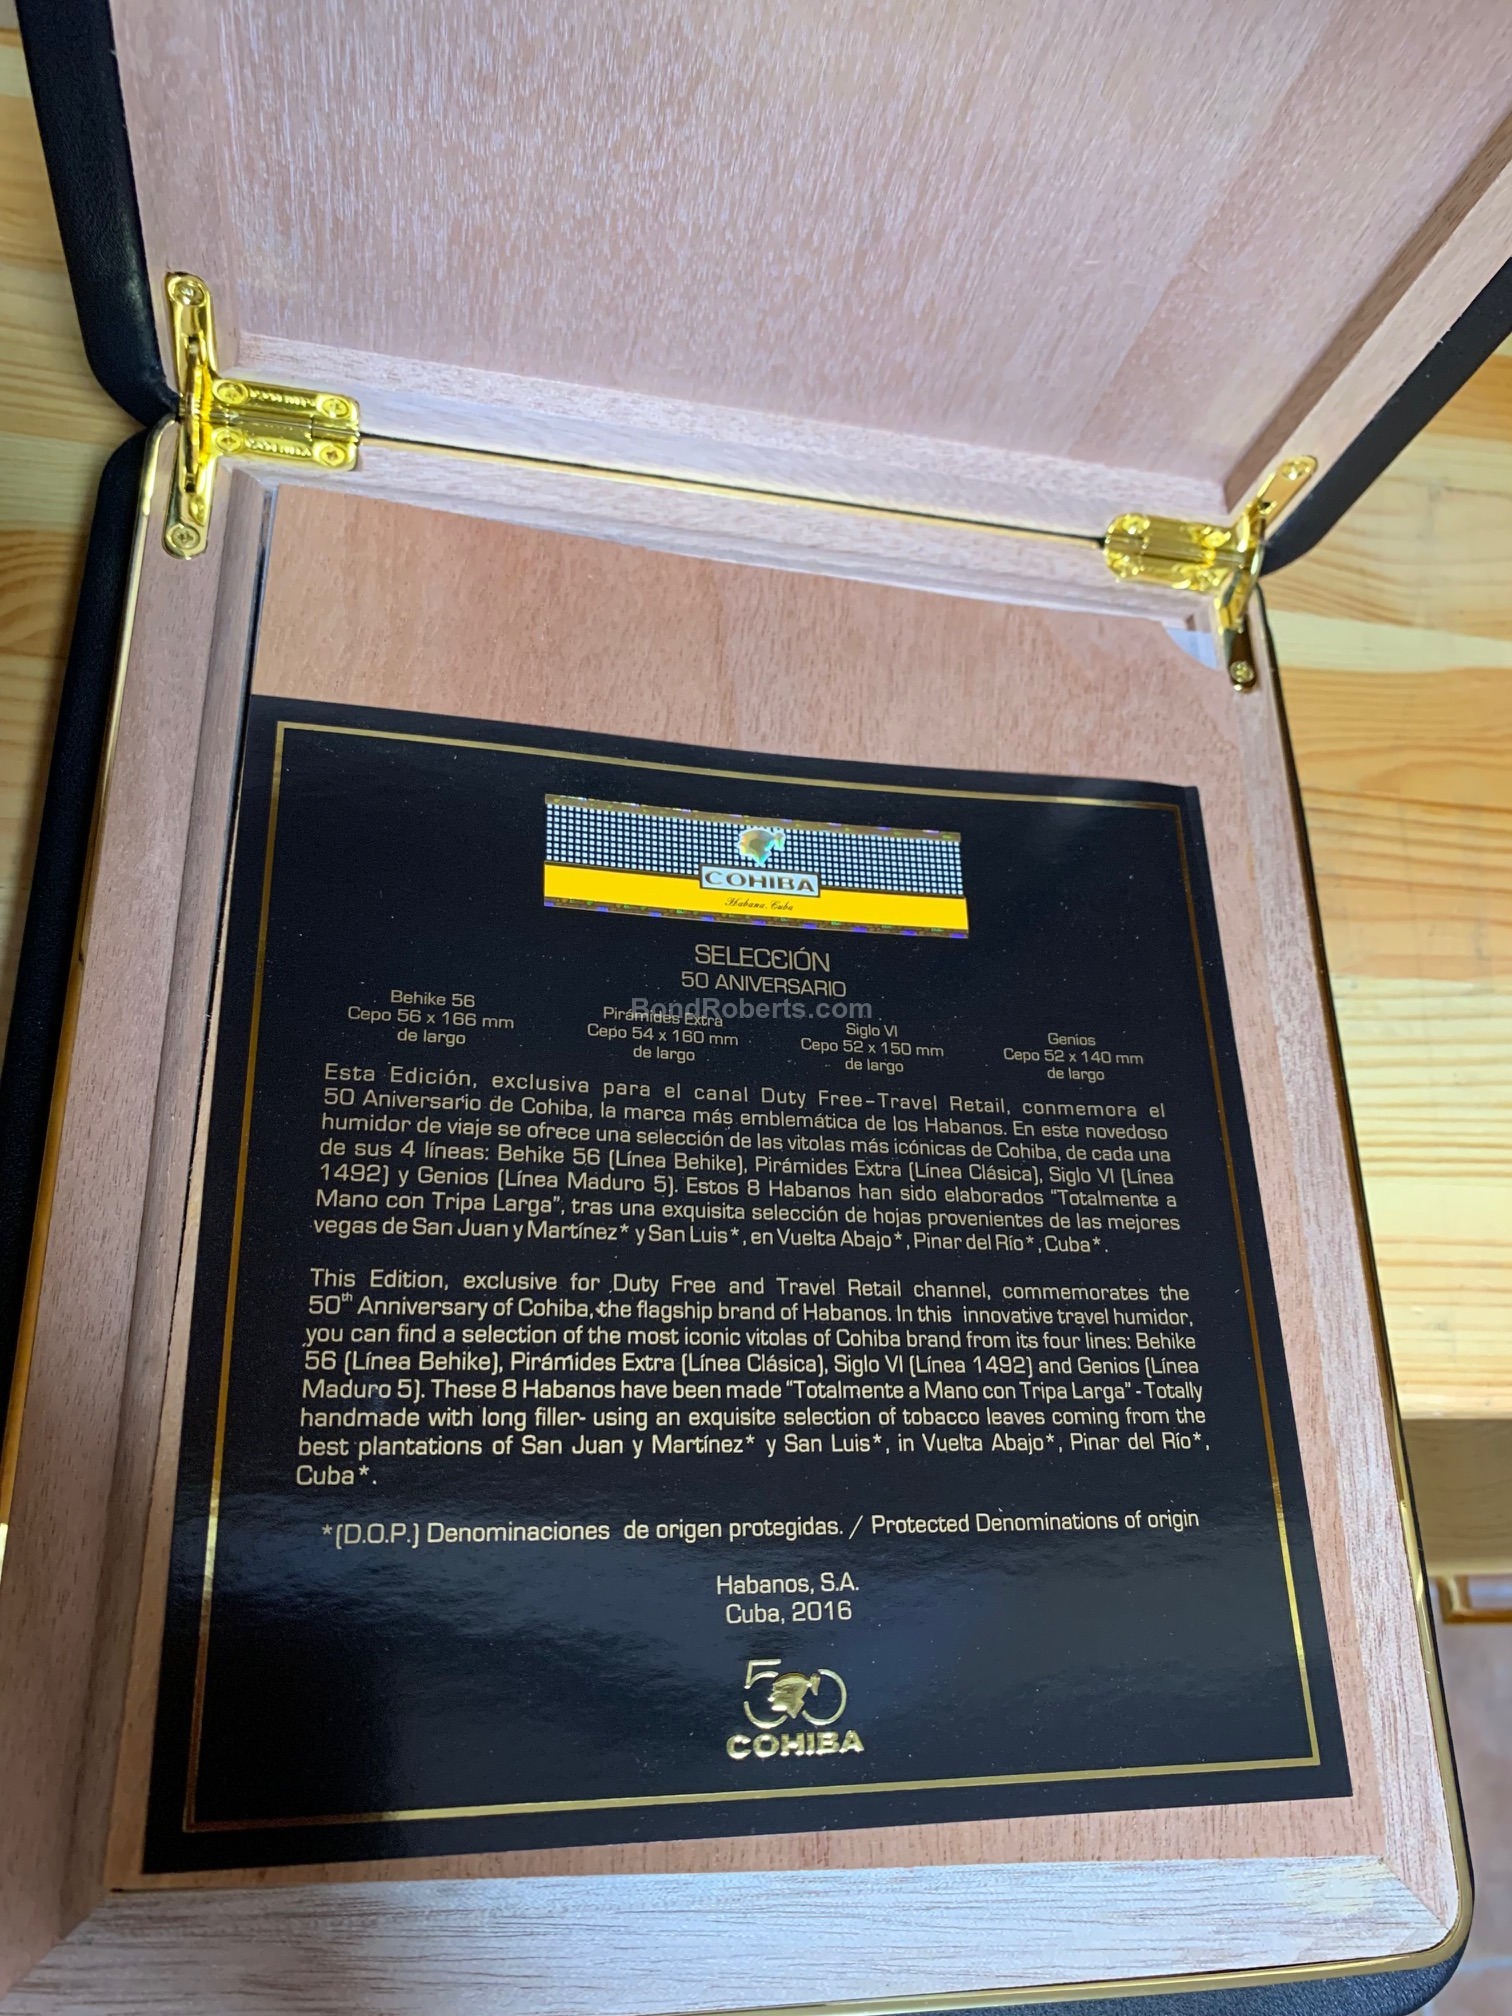 COHIBA
COHIBA
Habana, Cuba
SELECCIÓN
50 ANIVERSARIO
BondRoberts.com
Behike 56
Cepo 56 x 166 mm
de largo
Pirámides Extra
Cepo 54 x 160 mm
de largo
Siglo VI
Cepo 52 x 150 mm
de largo
Genios
Cepo 52 x 140 mm
de largo
Esta Edición, exclusiva para el canal Duty Free-Travel Retail, conmemora el
50 Aniversario de Cohiba, la marca más emblemática de los Habanos. En este novedoso
humidor de viaje se ofrece una selección de las vitolas más icónicas de Cohiba, de cada una
de sus 4 líneas: Behike 56 (Línea Behike), Pirámides Extra (Línea Clásica), Siglo VI (Línea
1492) y Genios (Línea Maduro 5). Estos 8 Habanos han sido elaborados "Totalmente a
Mano con Tripa Larga", tras una exquisita selección de hojas provenientes de las mejores
vegas de San Juan y Martínez* y San Luis*, en Vuelta Abajo*, Pinar del Río*, Cuba*.
This Edition, exclusive for Duty Free and Travel Retail channel, commemorates the
50th Anniversary of Cohiba, the flagship brand of Habanos. In this innovative travel humidor,
you can find a selection of the most iconic vitolas of Cohiba brand from its four lines: Behike
56 (Línea Behike), Pirámides Extra (Línea Clásica), Siglo VI (Línea 1492) and Genios (Línea
Maduro 5). These 8 Habanos have been made "Totalmente a Mano con Tripa Larga" - Totally
handmade with long filler- using an exquisite selection of tobacco leaves coming from the
best plantations of San Juan y Martínez* y San Luis*, in Vuelta Abajo*, Pinar del Río*,
Cuba*.
*(D.O.P.) Denominaciones de origen protegidas. / Protected Denominations of origin
Habanos, S.A.
Cuba, 2016
50
COHIBA